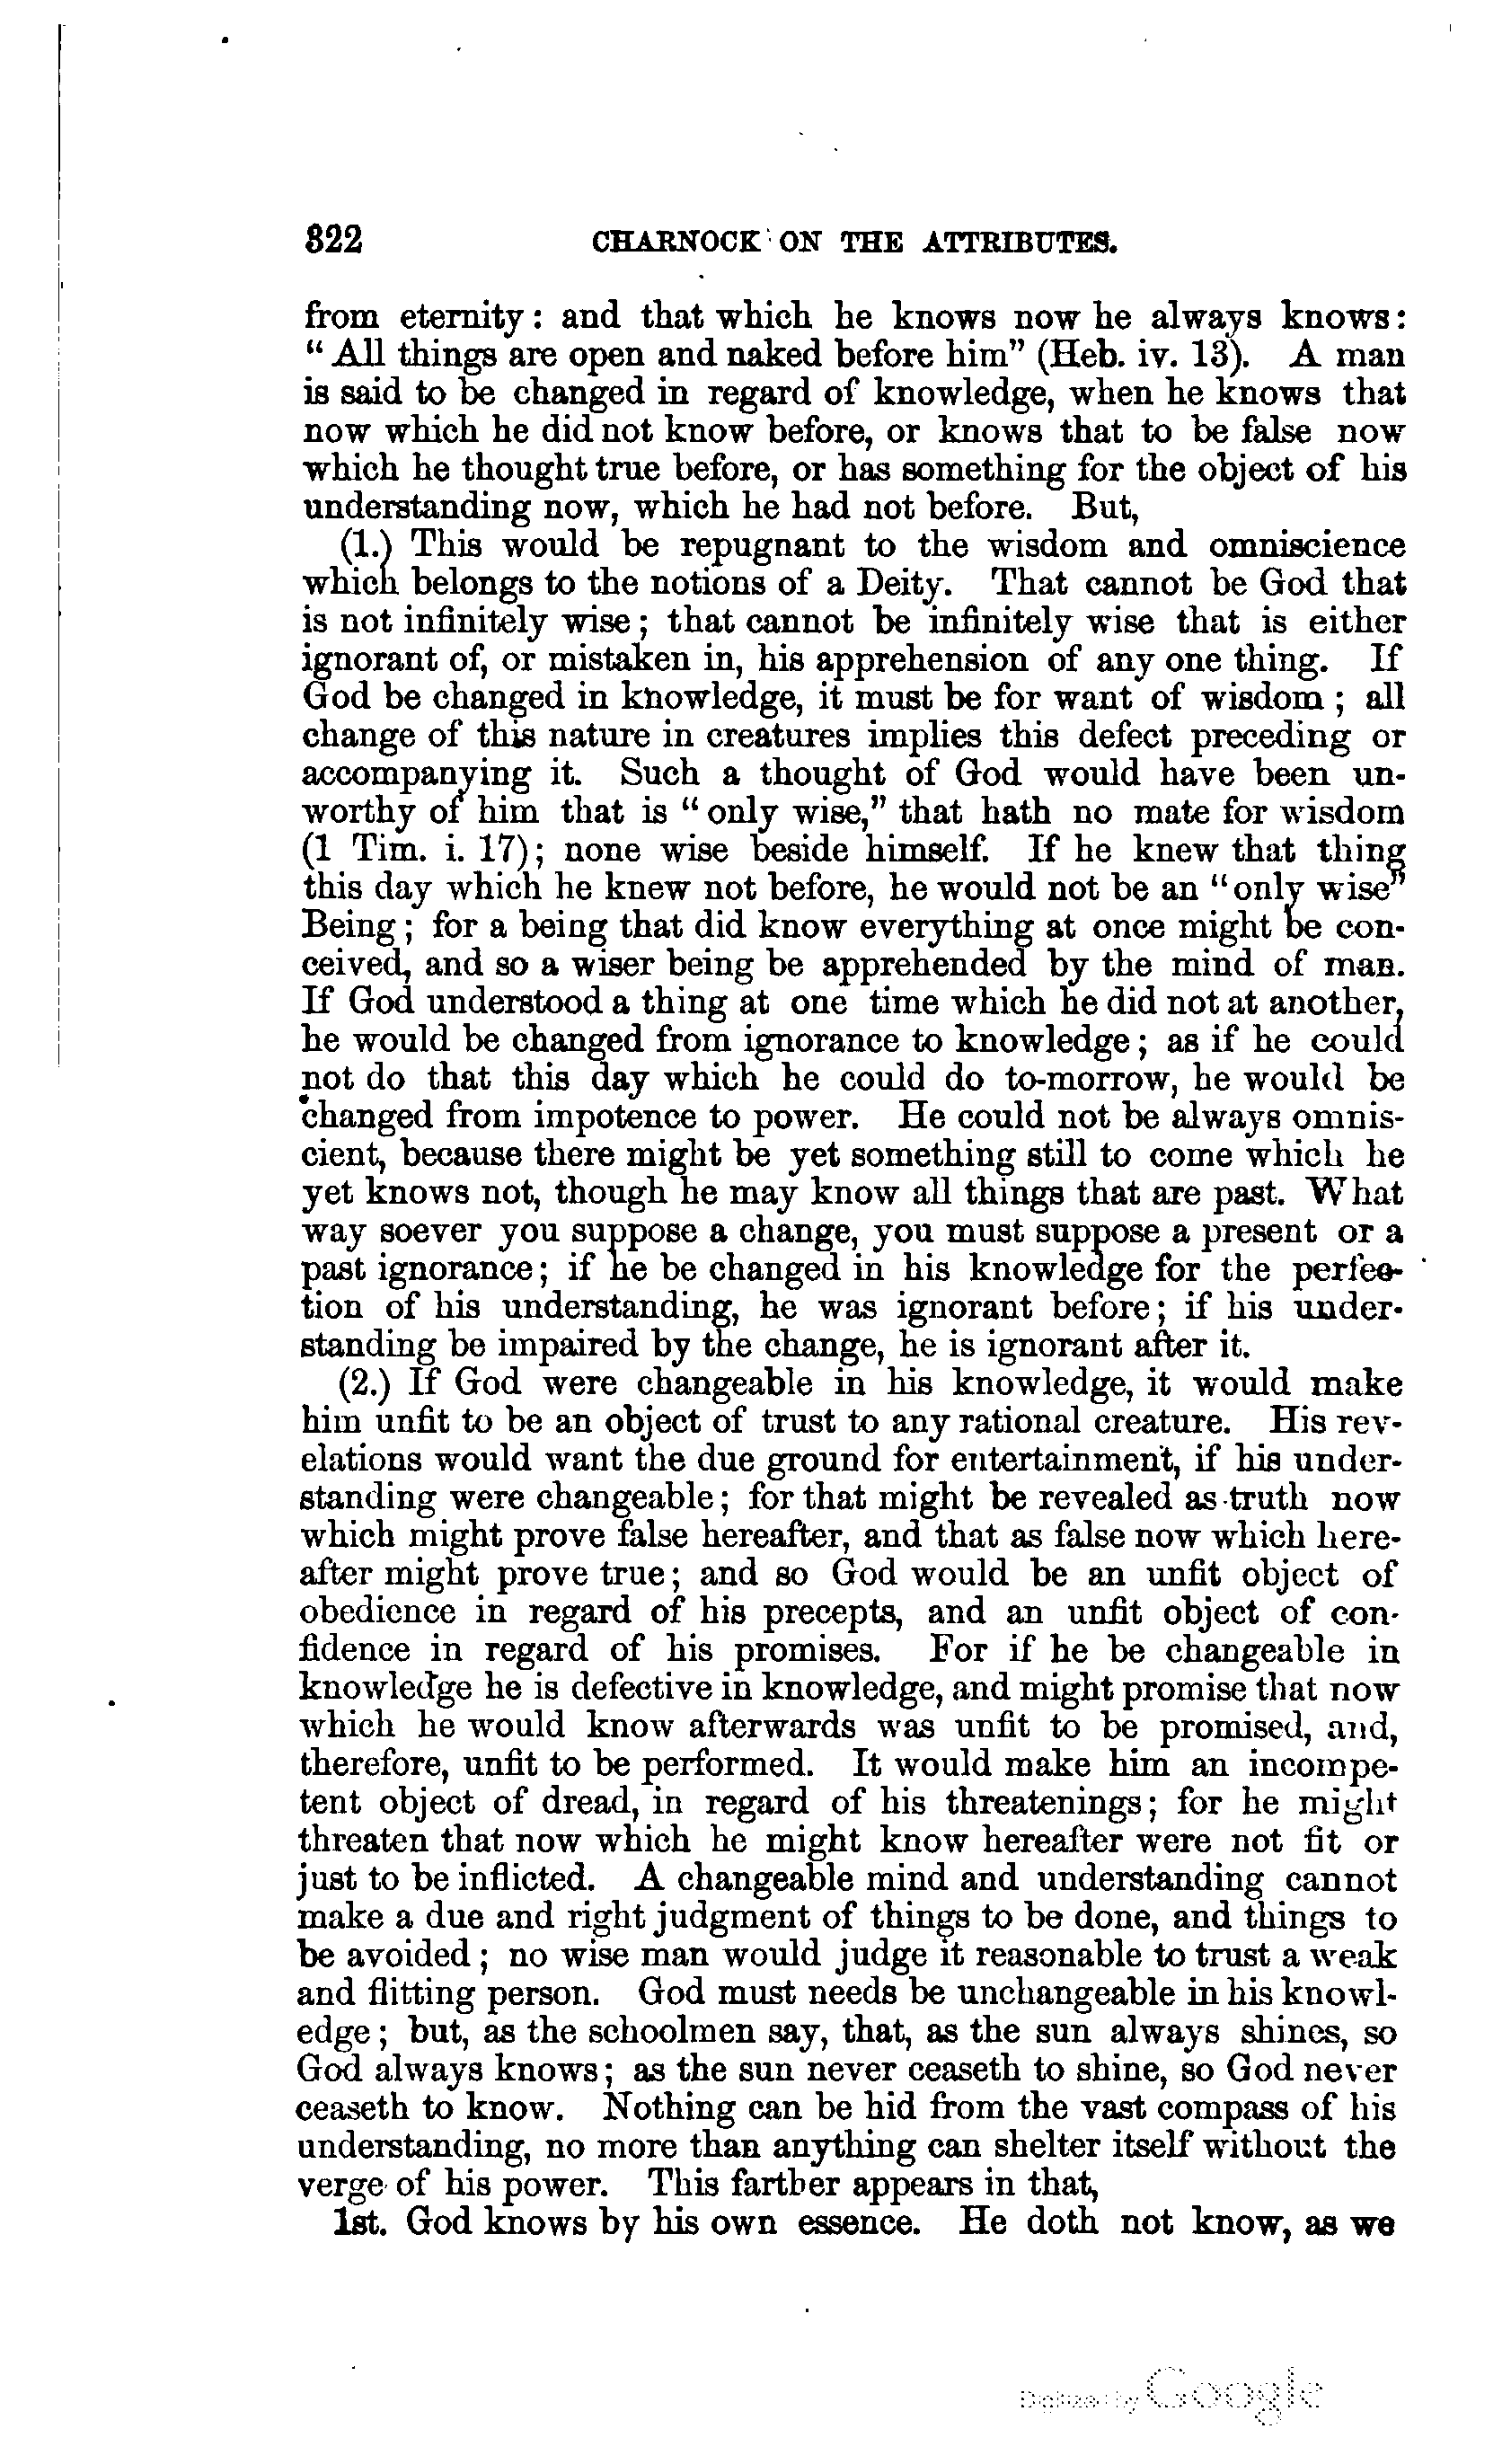 322 CHARNOCK ON THE ATTRIBUTES.
from eternity: and that which he knows now he always knows:
“All things are open and naked before him” (Heb. iv. 13). A man
is said to be changed in regard of knowledge, when he knows that
now which he did not know before, or knows that to be false now
which he thought true before, or has something for the object of his
understanding now, which he had not before. But,
(1.) This would be repugnant to the wisdom and omniscience
which belongs to the notions of a Deity. That cannot be God that
is not infinitely wise; that cannot be infinitely wise that is either
ignorant of, or mistaken in, his apprehension of any one thing. If
God be changed in knowledge, it must be for want of wisdom; all
change of this nature in creatures implies this defect preceding or
accompanying it. Such a thought of God would have been un-
worthy of him that is “only wise,” that hath no mate for wisdom
(1 Tim. i. 17); none wise beside himself. If he knew that thing
this day which he knew not before, he would not be an “only wise”
Being; for a being that did know everything at once might be con-
ceived, and so a wiser being be apprehended by the mind of man.
If God understood a thing at one time which he did not at another,
he would be changed from ignorance to knowledge; as if he could
not do that this day which he could do to-morrow, he would be
changed from impotence to power. He could not be always omnis-
cient, because there might be yet something still to come which he
yet knows not, though he may know all things that are past. What
way soever you suppose a change, you must suppose a present or a
past ignorance; if he be changed in his knowledge for the perfec-
tion of his understanding, he was ignorant before; if his under-
standing be impaired by the change, he is ignorant after it.
(2.) If God were changeable in his knowledge, it would make
him unfit to be an object of trust to any rational creature. His rev-
elations would want the due ground for entertainment, if his under-
standing were changeable; for that might be revealed as truth now
which might prove false hereafter, and that as false now which here-
after might prove true; and so God would be an unfit object of
obedience in regard of his precepts, and an unfit object of con-
fidence in regard of his promises. For if he be changeable in
knowledge he is defective in knowledge, and might promise that now
which he would know afterwards was unfit to be promised, and,
therefore, unfit to be performed. It would make him an incompe-
tent object of dread, in regard of his threatenings; for he might
threaten that now which he might know hereafter were not fit or
just to be inflicted. A changeable mind and understanding cannot
make a due and right judgment of things to be done, and things to
be avoided; no wise man would judge it reasonable to trust a weak
and flitting person. God must needs be unchangeable in his knowl-
edge; but, as the schoolmen say, that, as the sun always shines, so
God always knows; as the sun never ceaseth to shine, so God never
ceaseth to know. Nothing can be hid from the vast compass of his
understanding, no more than anything can shelter itself without the
verge of his power. This farther appears in that,
1st. God knows by his own essence. He doth not know, as we
Digitized by Google